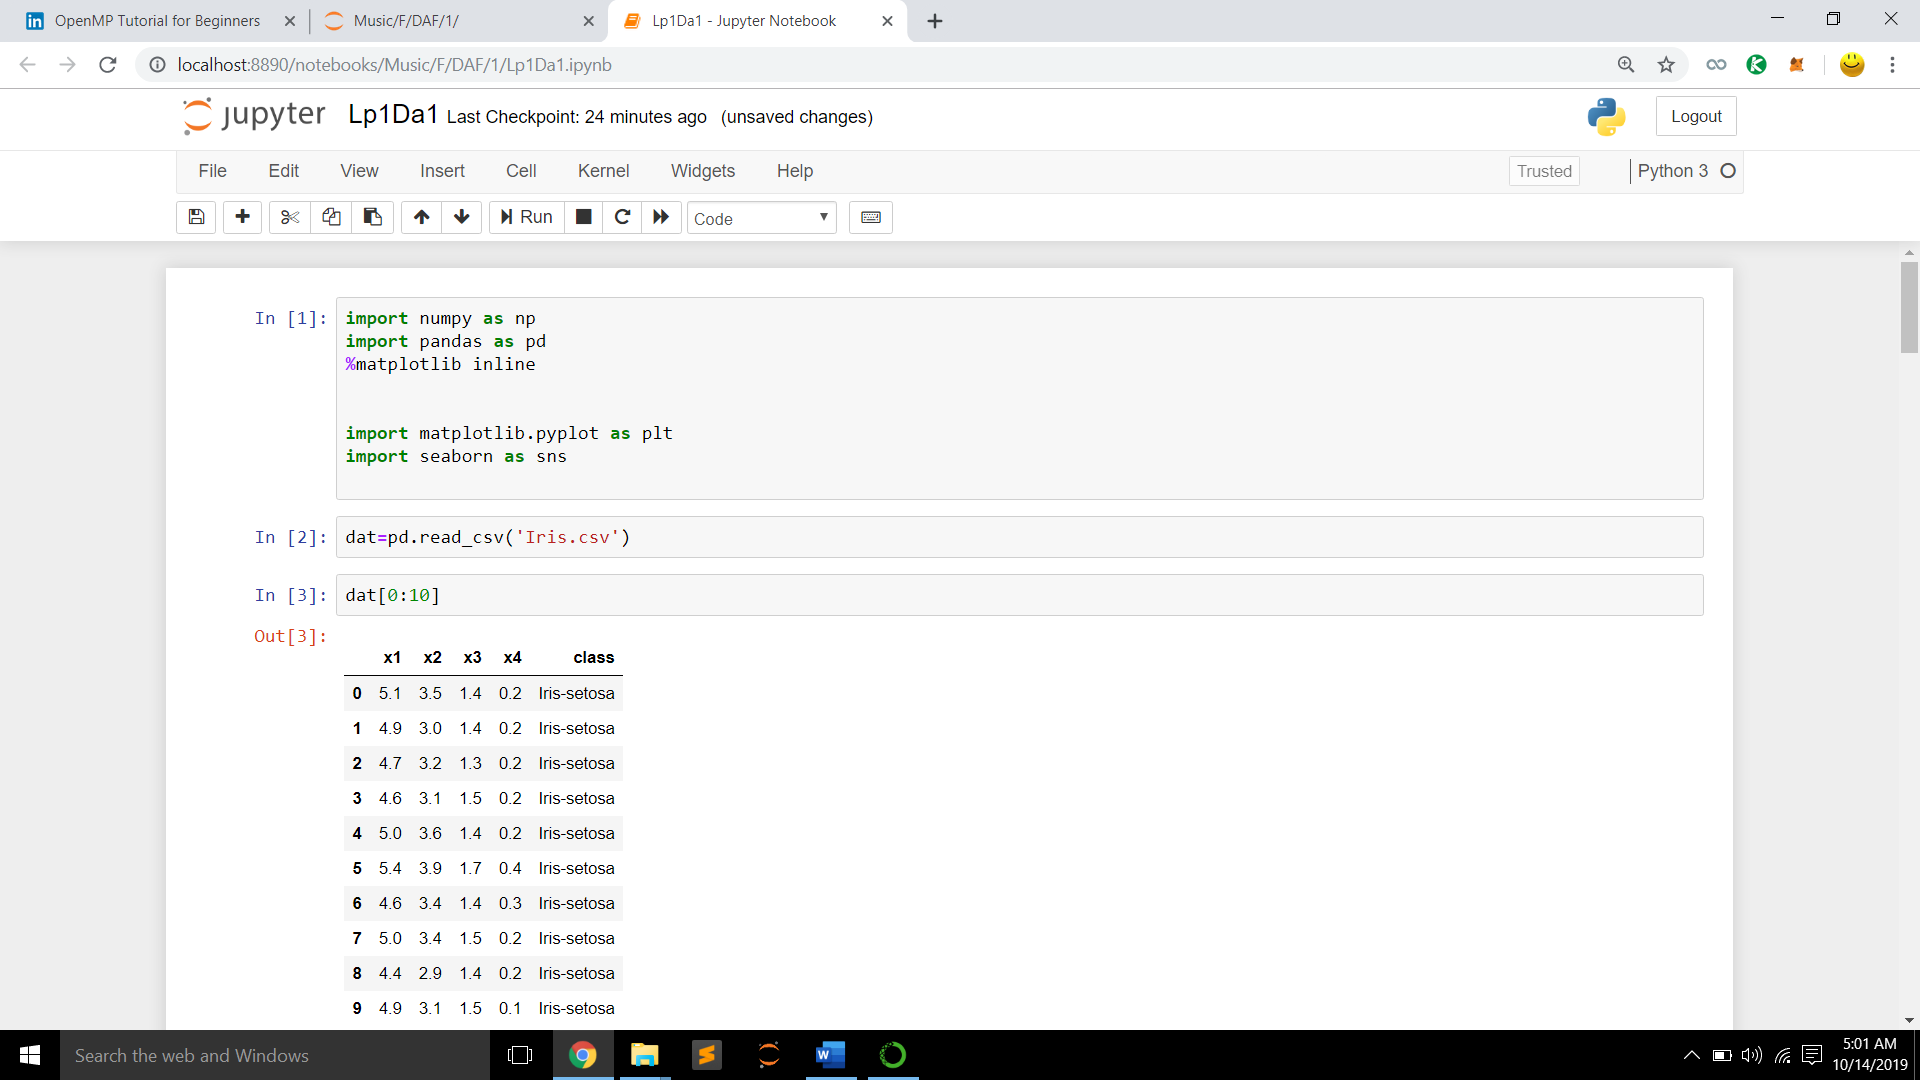 OpenMP Tutorial for Beginners
Music/F/DAF/1/
Lp1Da1 - Jupyter Notebook
localhost:8890/notebooks/Music/F/DAF/1/Lp1Da1.ipynb
jupyter Lp1Da1 Last Checkpoint: 24 minutes ago (unsaved changes)
Logout
File Edit View Insert Cell Kernel Widgets Help
Trusted
Python 3
Run
Code
In [1]: import numpy as np
import pandas as pd
%matplotlib inline
import matplotlib.pyplot as plt
import seaborn as sns
In [2]: dat=pd.read_csv('Iris.csv')
In [3]: dat[0:10]
Out[3]:
x1 x2 x3 x4 class
0 5.1 3.5 1.4 0.2 Iris-setosa
1 4.9 3.0 1.4 0.2 Iris-setosa
2 4.7 3.2 1.3 0.2 Iris-setosa
3 4.6 3.1 1.5 0.2 Iris-setosa
4 5.0 3.6 1.4 0.2 Iris-setosa
5 5.4 3.9 1.7 0.4 Iris-setosa
6 4.6 3.4 1.4 0.3 Iris-setosa
7 5.0 3.4 1.5 0.2 Iris-setosa
8 4.4 2.9 1.4 0.2 Iris-setosa
9 4.9 3.1 1.5 0.1 Iris-setosa
Search the web and Windows
5:01 AM
10/14/2019